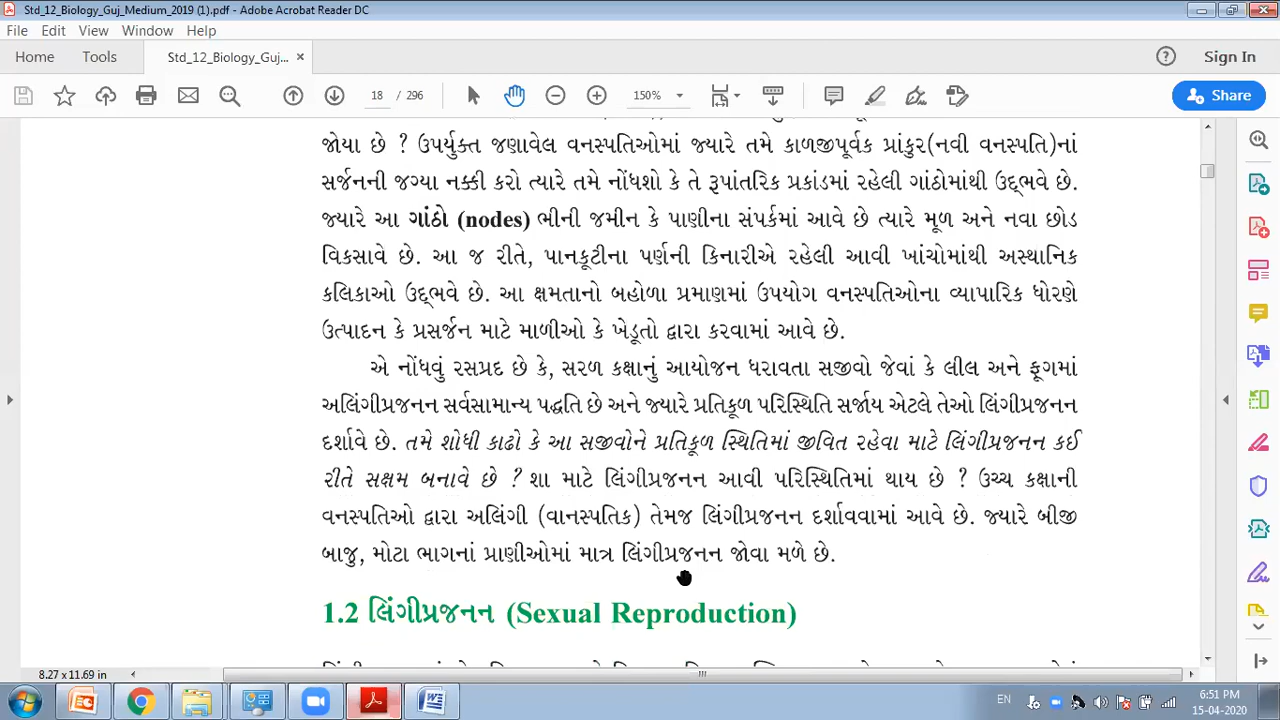 Std_12_Biology_Guj_Medium_2019 (1).pdf - Adobe Acrobat Reader DC
File Edit View Window Help
Home Tools Std_12_Biology_Guj... × Sign In
18 / 296 150% Share
જોયા છે ? ઉપર્યુક્ત જણાવેલ વનસ્પતિઓમાં જ્યારે તમે કાળજીપૂર્વક પ્રાંકુર(નવી વનસ્પતિ)નાં
સર્જનની જગ્યા નક્કી કરો ત્યારે તમે નોંધશો કે તે રૂપાંતરિક પ્રકાંડમાં રહેલી ગાંઠોમાંથી ઉદ્ભવે છે.
જ્યારે આ ગાંઠો (nodes) ભીની જમીન કે પાણીના સંપર્કમાં આવે છે ત્યારે મૂળ અને નવા છોડ
વિકસાવે છે. આ જ રીતે, પાનફૂટીના પર્ણની કિનારીએ રહેલી આવી ખાંચોમાંથી અસ્થાનિક
કલિકાઓ ઉદ્ભવે છે. આ ક્ષમતાનો બહોળા પ્રમાણમાં ઉપયોગ વનસ્પતિઓના વ્યાપારિક ધોરણે
ઉત્પાદન કે પ્રસર્જન માટે માળીઓ કે ખેડૂતો દ્વારા કરવામાં આવે છે.
એ નોંધવું રસપ્રદ છે કે, સરળ કક્ષાનું આયોજન ધરાવતા સજીવો જેવાં કે લીલ અને ફૂગમાં
અલિંગીપ્રજનન સર્વસામાન્ય પદ્ધતિ છે અને જ્યારે પ્રતિકૂળ પરિસ્થિતિ સર્જાય એટલે તેઓ લિંગીપ્રજનન
દર્શાવે છે. તમે શોધી કાઢો કે આ સજીવોને પ્રતિકૂળ સ્થિતિમાં જીવિત રહેવા માટે લિંગીપ્રજનન કઈ
રીતે સક્ષમ બનાવે છે ? શા માટે લિંગીપ્રજનન આવી પરિસ્થિતિમાં થાય છે ? ઉચ્ચ કક્ષાની
વનસ્પતિઓ દ્વારા અલિંગી (વાનસ્પતિક) તેમજ લિંગીપ્રજનન દર્શાવવામાં આવે છે. જ્યારે બીજી
બાજુ, મોટા ભાગનાં પ્રાણીઓમાં માત્ર લિંગીપ્રજનન જોવા મળે છે.
1.2 લિંગીપ્રજનન (Sexual Reproduction)
8.27 x 11.69 in
EN 6:51 PM
15-04-2020